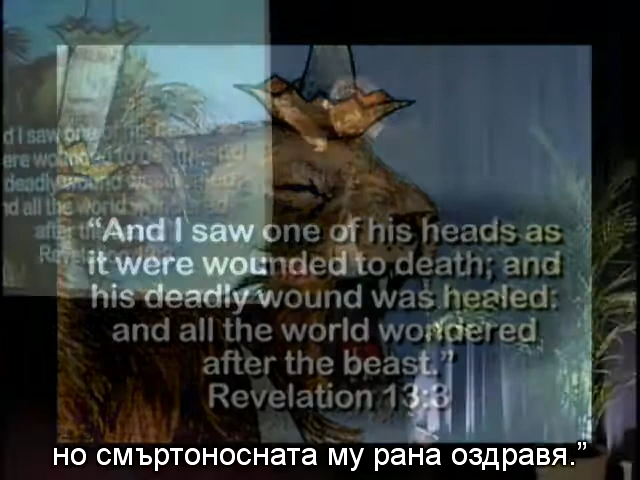 “And I saw one of his heads as
it were wounded to death; and
his deadly wound was healed:
and all the world wondered
after the beast.”
Revelation 13:3
но смъртоносната му рана оздравя.”